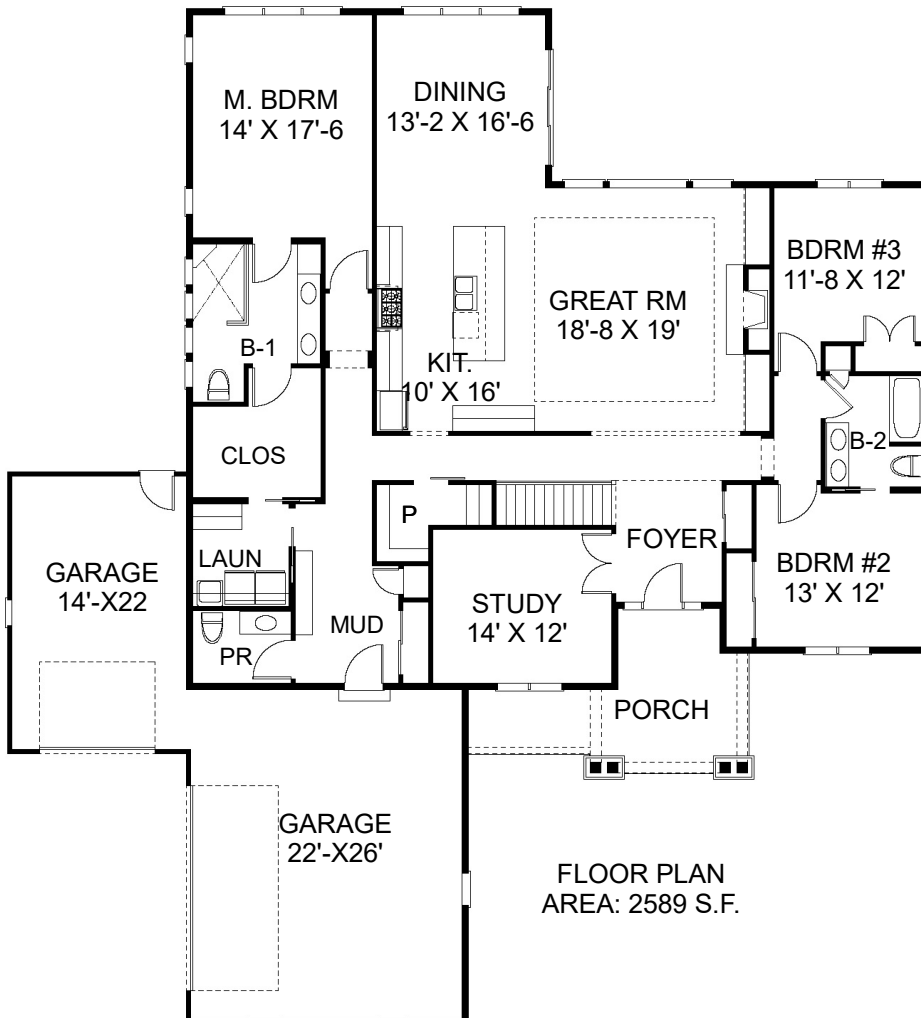 M. BDRM
14' X 17'-6
DINING
13'-2 X 16'-6
BDRM #3
11'-8 X 12'
GREAT RM
18'-8 X 19'
B-1
KIT.
10' X 16'
CLOS
B-2
P
LAUN
FOYER
GARAGE
14'-X22
BDRM #2
13' X 12'
STUDY
14' X 12'
MUD
PR
PORCH
GARAGE
22'-X26'
FLOOR PLAN
AREA: 2589 S.F.